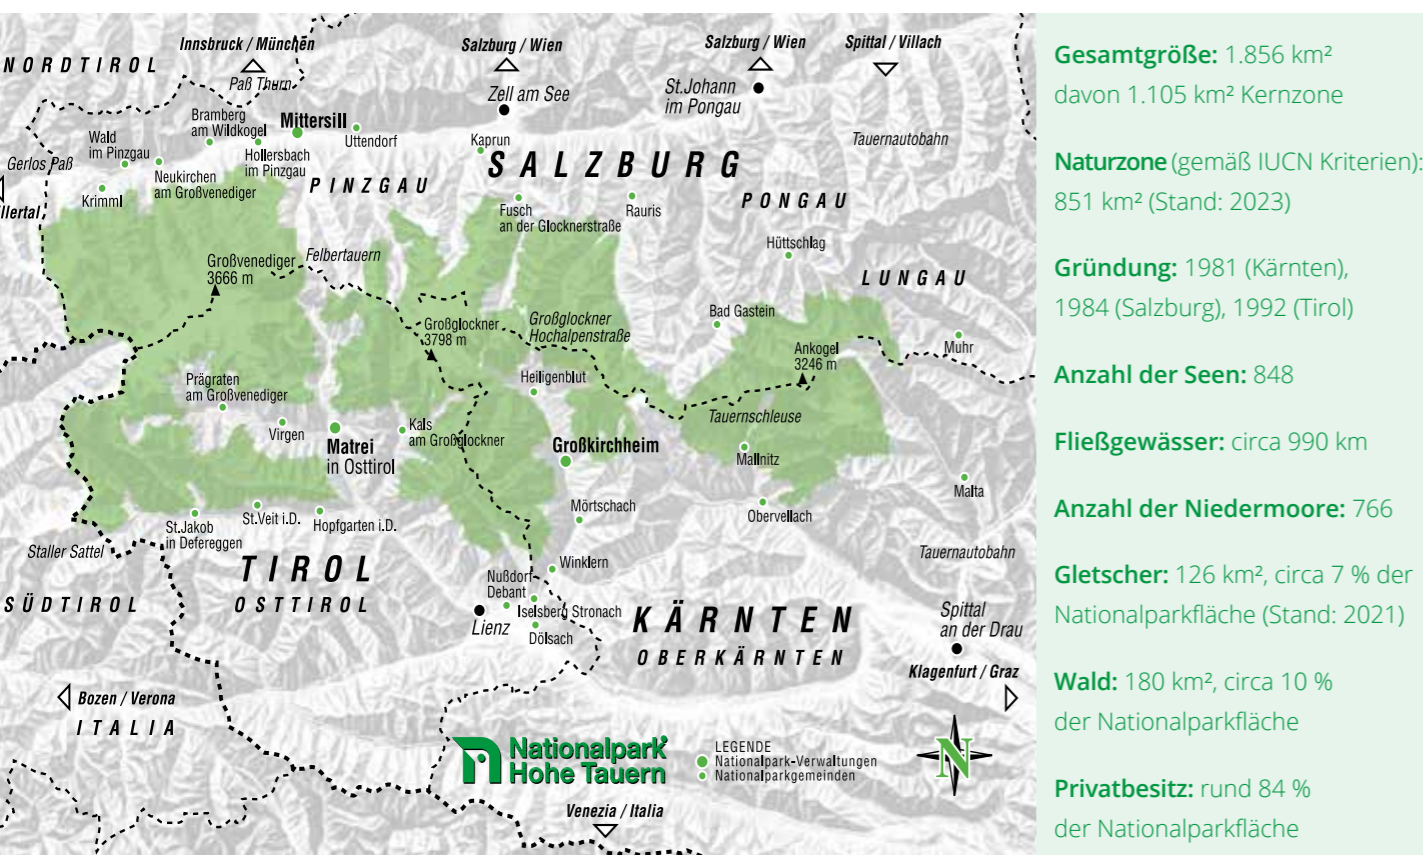 Innsbruck / München
Salzburg / Wien
Salzburg / Wien
Spittal / Villach
NORDTIROL
Paß Thurn
Zell am See
St.Johann
im Pongau
Bramberg
am Wildkogel
Mittersill
Uttendorf
Kaprun
Tauernautobahn
Wald
im Pinzgau
Hollersbach
im Pinzgau
SALZBURG
Gerlos Paß
Neukirchen
am Großvenediger
PINZGAU
PONGAU
Krimml
illertal
Fusch
an der Glocknerstraße
Rauris
Hüttschlag
Großvenediger
3666 m
Felbertauern
LUNGAU
Großglockner
3798 m
Großglockner
Hochalpenstraße
Bad Gastein
Ankogel
3246 m
Muhr
Prägraten
am Großvenediger
Heiligenblut
Tauernschleuse
Virgen
Matrei
in Osttirol
Kals
am Großglockner
Großkirchheim
Mallnitz
Malta
St.Jakob
in Defereggen
St.Veit i.D.
Hopfgarten i.D.
Mörtschach
Obervellach
Staller Sattel
TIROL
Winklern
Tauernautobahn
SÜDTIROL
OSTTIROL
Nußdorf
Debant
Iselsberg Stronach
Lienz
Dölsach
KÄRNTEN
OBERKÄRNTEN
Spittal
an der Drau
Klagenfurt / Graz
Bozen / Verona
ITALIA
Nationalpark
Hohe Tauern
LEGENDE
Nationalpark-Verwaltungen
Nationalparkgemeinden
N
Venezia / Italia
Gesamtgröße: 1.856 km²
davon 1.105 km² Kernzone
Naturzone (gemäß IUCN Kriterien):
851 km² (Stand: 2023)
Gründung: 1981 (Kärnten),
1984 (Salzburg), 1992 (Tirol)
Anzahl der Seen: 848
Fließgewässer: circa 990 km
Anzahl der Niedermoore: 766
Gletscher: 126 km², circa 7 % der
Nationalparkfläche (Stand: 2021)
Wald: 180 km², circa 10 %
der Nationalparkfläche
Privatbesitz: rund 84 %
der Nationalparkfläche